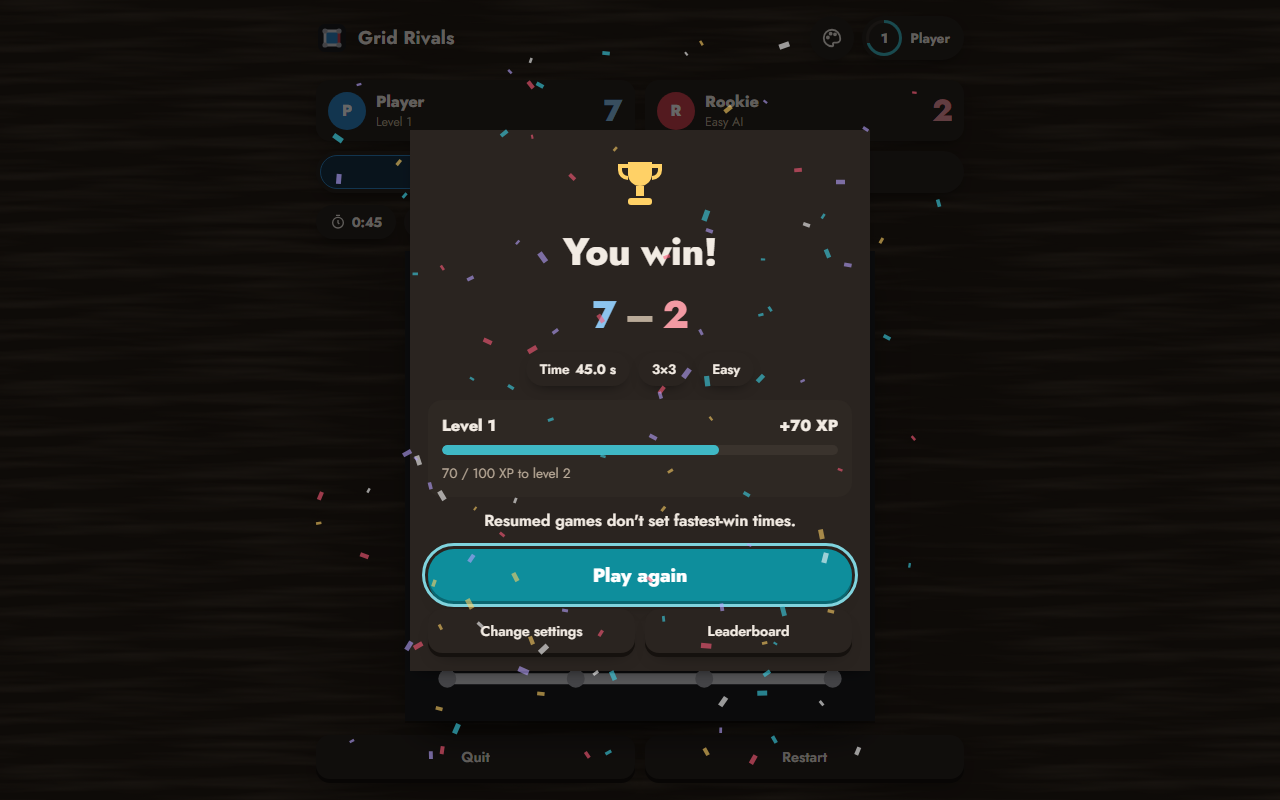 Grid Rivals
1 Player
P Player 7
Level 1
R Rookie 2
Easy AI
0:45
You win!
7 – 2
Time 45.0 s 3×3 Easy
Level 1 +70 XP
70 / 100 XP to level 2
Resumed games don't set fastest-win times.
Play again
Change settings Leaderboard
Quit Restart